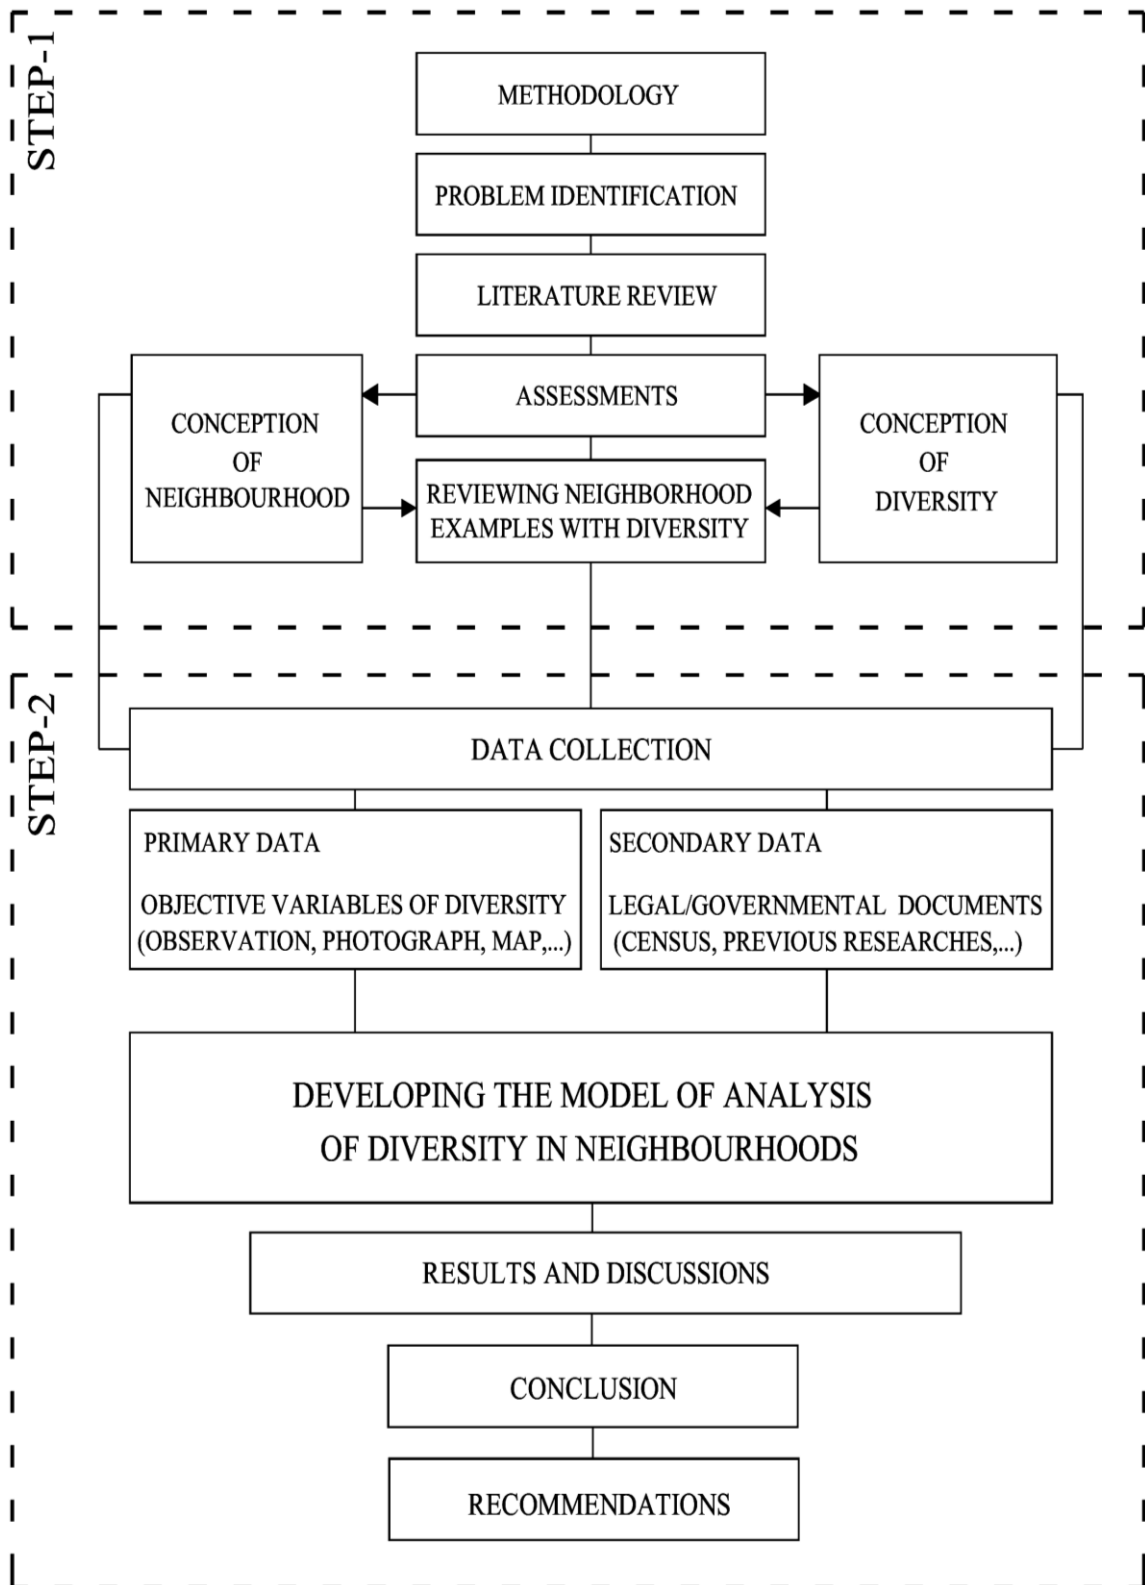 STEP-1
METHODOLOGY
PROBLEM IDENTIFICATION
LITERATURE REVIEW
ASSESSMENTS
CONCEPTION
OF
NEIGHBOURHOOD
REVIEWING NEIGHBORHOOD
EXAMPLES WITH DIVERSITY
CONCEPTION
OF
DIVERSITY
STEP-2
DATA COLLECTION
PRIMARY DATA
OBJECTIVE VARIABLES OF DIVERSITY
(OBSERVATION, PHOTOGRAPH, MAP,...)
SECONDARY DATA
LEGAL/GOVERNMENTAL DOCUMENTS
(CENSUS, PREVIOUS RESEARCHES,...)
DEVELOPING THE MODEL OF ANALYSIS
OF DIVERSITY IN NEIGHBOURHOODS
RESULTS AND DISCUSSIONS
CONCLUSION
RECOMMENDATIONS